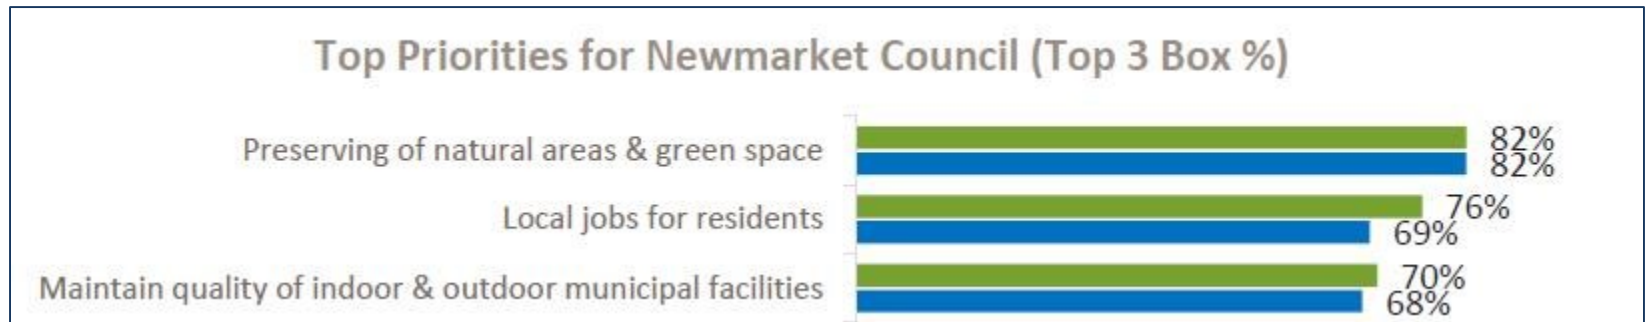 Top Priorities for Newmarket Council (Top 3 Box %)
Preserving of natural areas & green space
82%
82%
Local jobs for residents
76%
69%
Maintain quality of indoor & outdoor municipal facilities
70%
68%